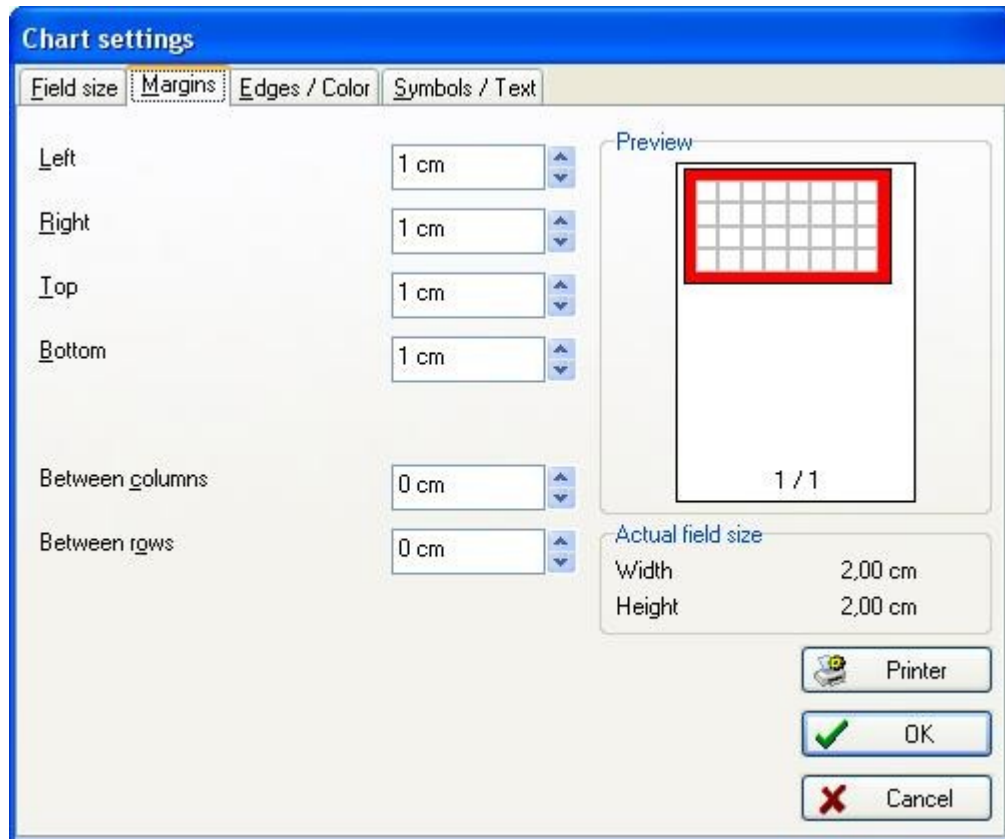 Chart settings
Field size Margins Edges / Color Symbols / Text
Left 1 cm
Right 1 cm
Top 1 cm
Bottom 1 cm
Between columns 0 cm
Between rows 0 cm
Preview
1 / 1
Actual field size
Width 2,00 cm
Height 2,00 cm
Printer
OK
Cancel